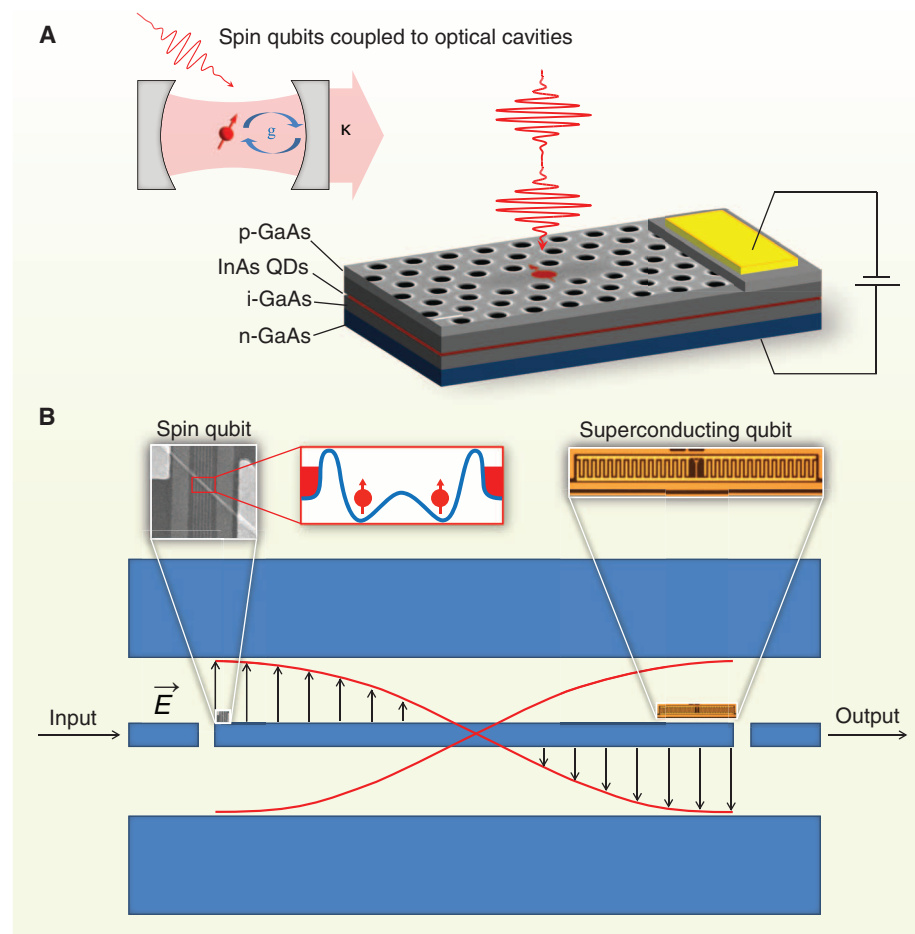 A
Spin qubits coupled to optical cavities
g
κ
p-GaAs
InAs QDs
i-GaAs
n-GaAs
B
Spin qubit
Superconducting qubit
E
Input
Output